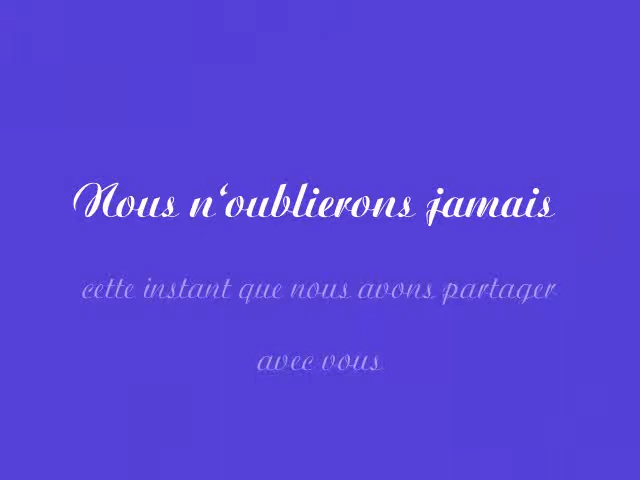 Nous n‘oublierons jamais
cette instant que nous avons partager
avec vous